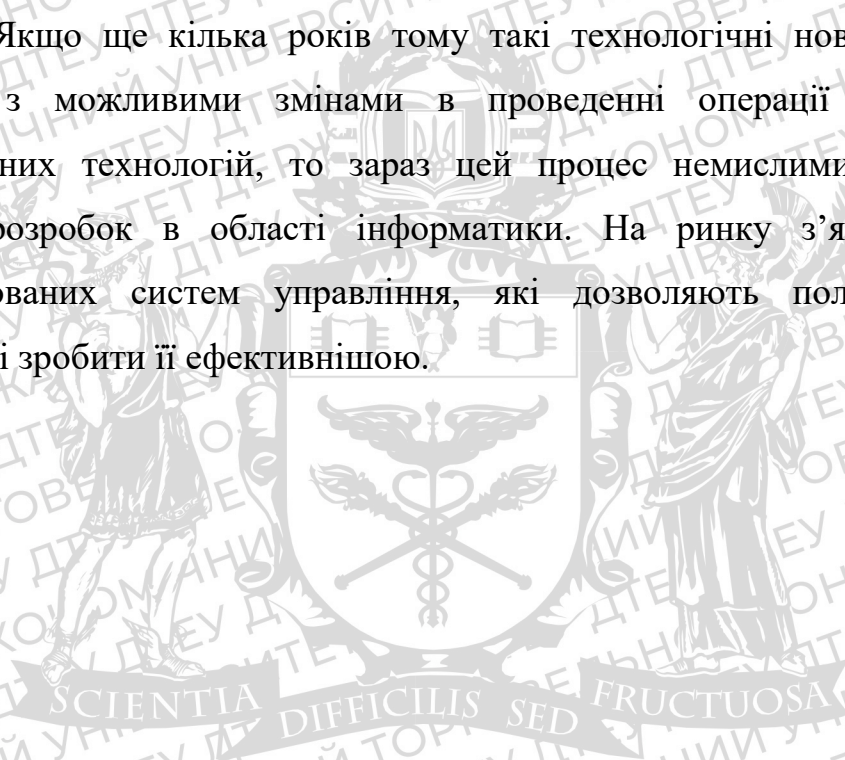 Якщо ще кілька років тому такі технологічні нов
з можливими змінами в проведенні операції
них технологій, то зараз цей процес немислими
розробок в області інформатики. На ринку з’я
ованих систем управління, які дозволяють пол
і зробити її ефективнішою.
SCIENTIA DIFFICILIS SED FRUCTUOSA